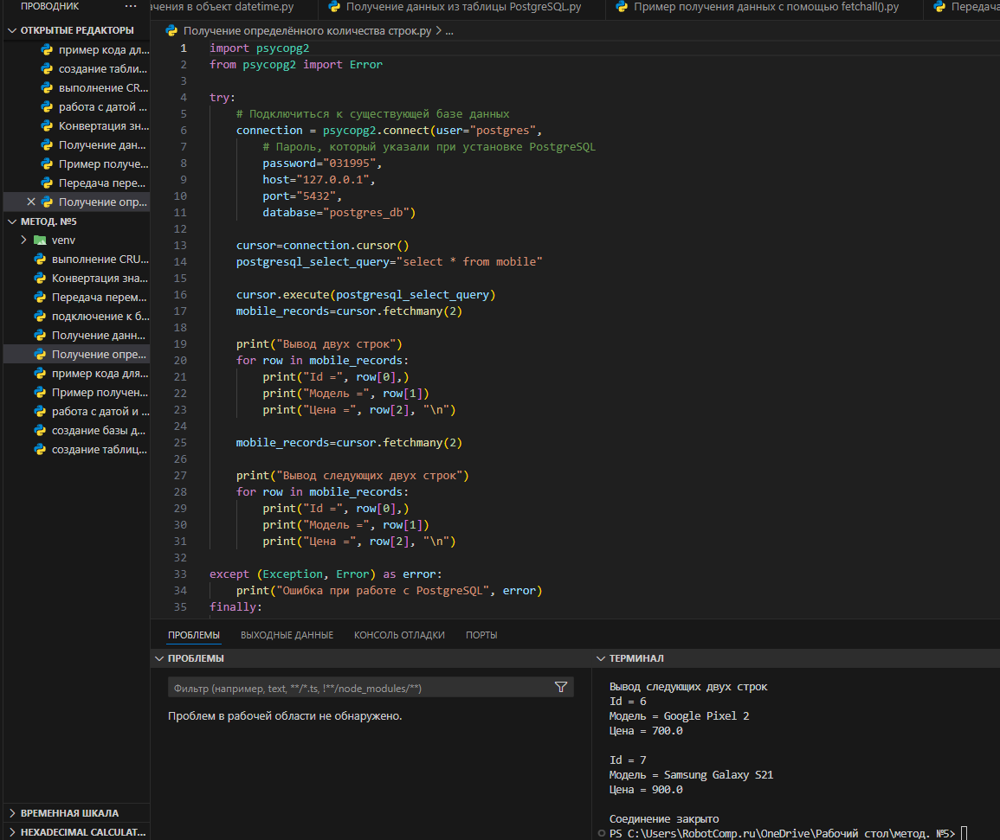 ПРОВОДНИК ...
ачения в объект datetime.py
Получение данных из таблицы PostgreSQL.py
Пример получения данных с помощью fetchall().py
Передача
ОТКРЫТЫЕ РЕДАКТОРЫ
пример кода дл...
создание табли...
выполнение CR...
работа с датой ...
Конвертация зн...
Получение дан...
Пример получе...
Передача пере...
Получение опр...
МЕТОД. №5
venv
выполнение CRU...
Конвертация зна...
Передача перем...
подключение к б...
Получение данн...
Получение опре...
пример кода для...
Пример получен...
работа с датой и ...
создание базы д...
создание таблиц...
ВРЕМЕННАЯ ШКАЛА
HEXADECIMAL CALCULAT...
Получение определённого количества строк.py > ...
1 import psycopg2
2 from psycopg2 import Error
3
4 try:
5 # Подключиться к существующей базе данных
6 connection = psycopg2.connect(user="postgres",
7 # Пароль, который указали при установке PostgreSQL
8 password="031995",
9 host="127.0.0.1",
10 port="5432",
11 database="postgres_db")
12
13 cursor=connection.cursor()
14 postgresql_select_query="select * from mobile"
15
16 cursor.execute(postgresql_select_query)
17 mobile_records=cursor.fetchmany(2)
18
19 print("Вывод двух строк")
20 for row in mobile_records:
21 print("Id =", row[0],)
22 print("Модель =", row[1])
23 print("Цена =", row[2], "\n")
24
25 mobile_records=cursor.fetchmany(2)
26
27 print("Вывод следующих двух строк")
28 for row in mobile_records:
29 print("Id =", row[0],)
30 print("Модель =", row[1])
31 print("Цена =", row[2], "\n")
32
33 except (Exception, Error) as error:
34 print("Ошибка при работе с PostgreSQL", error)
35 finally:
ПРОБЛЕМЫ ВЫХОДНЫЕ ДАННЫЕ КОНСОЛЬ ОТЛАДКИ ПОРТЫ
ПРОБЛЕМЫ
Фильтр (например, text, **/*.ts, !**/node_modules/**)
Проблем в рабочей области не обнаружено.
ТЕРМИНАЛ
Вывод следующих двух строк
Id = 6
Модель = Google Pixel 2
Цена = 700.0
Id = 7
Модель = Samsung Galaxy S21
Цена = 900.0
Соединение закрыто
PS C:\Users\RobotComp.ru\OneDrive\Рабочий стол\метод. №5>